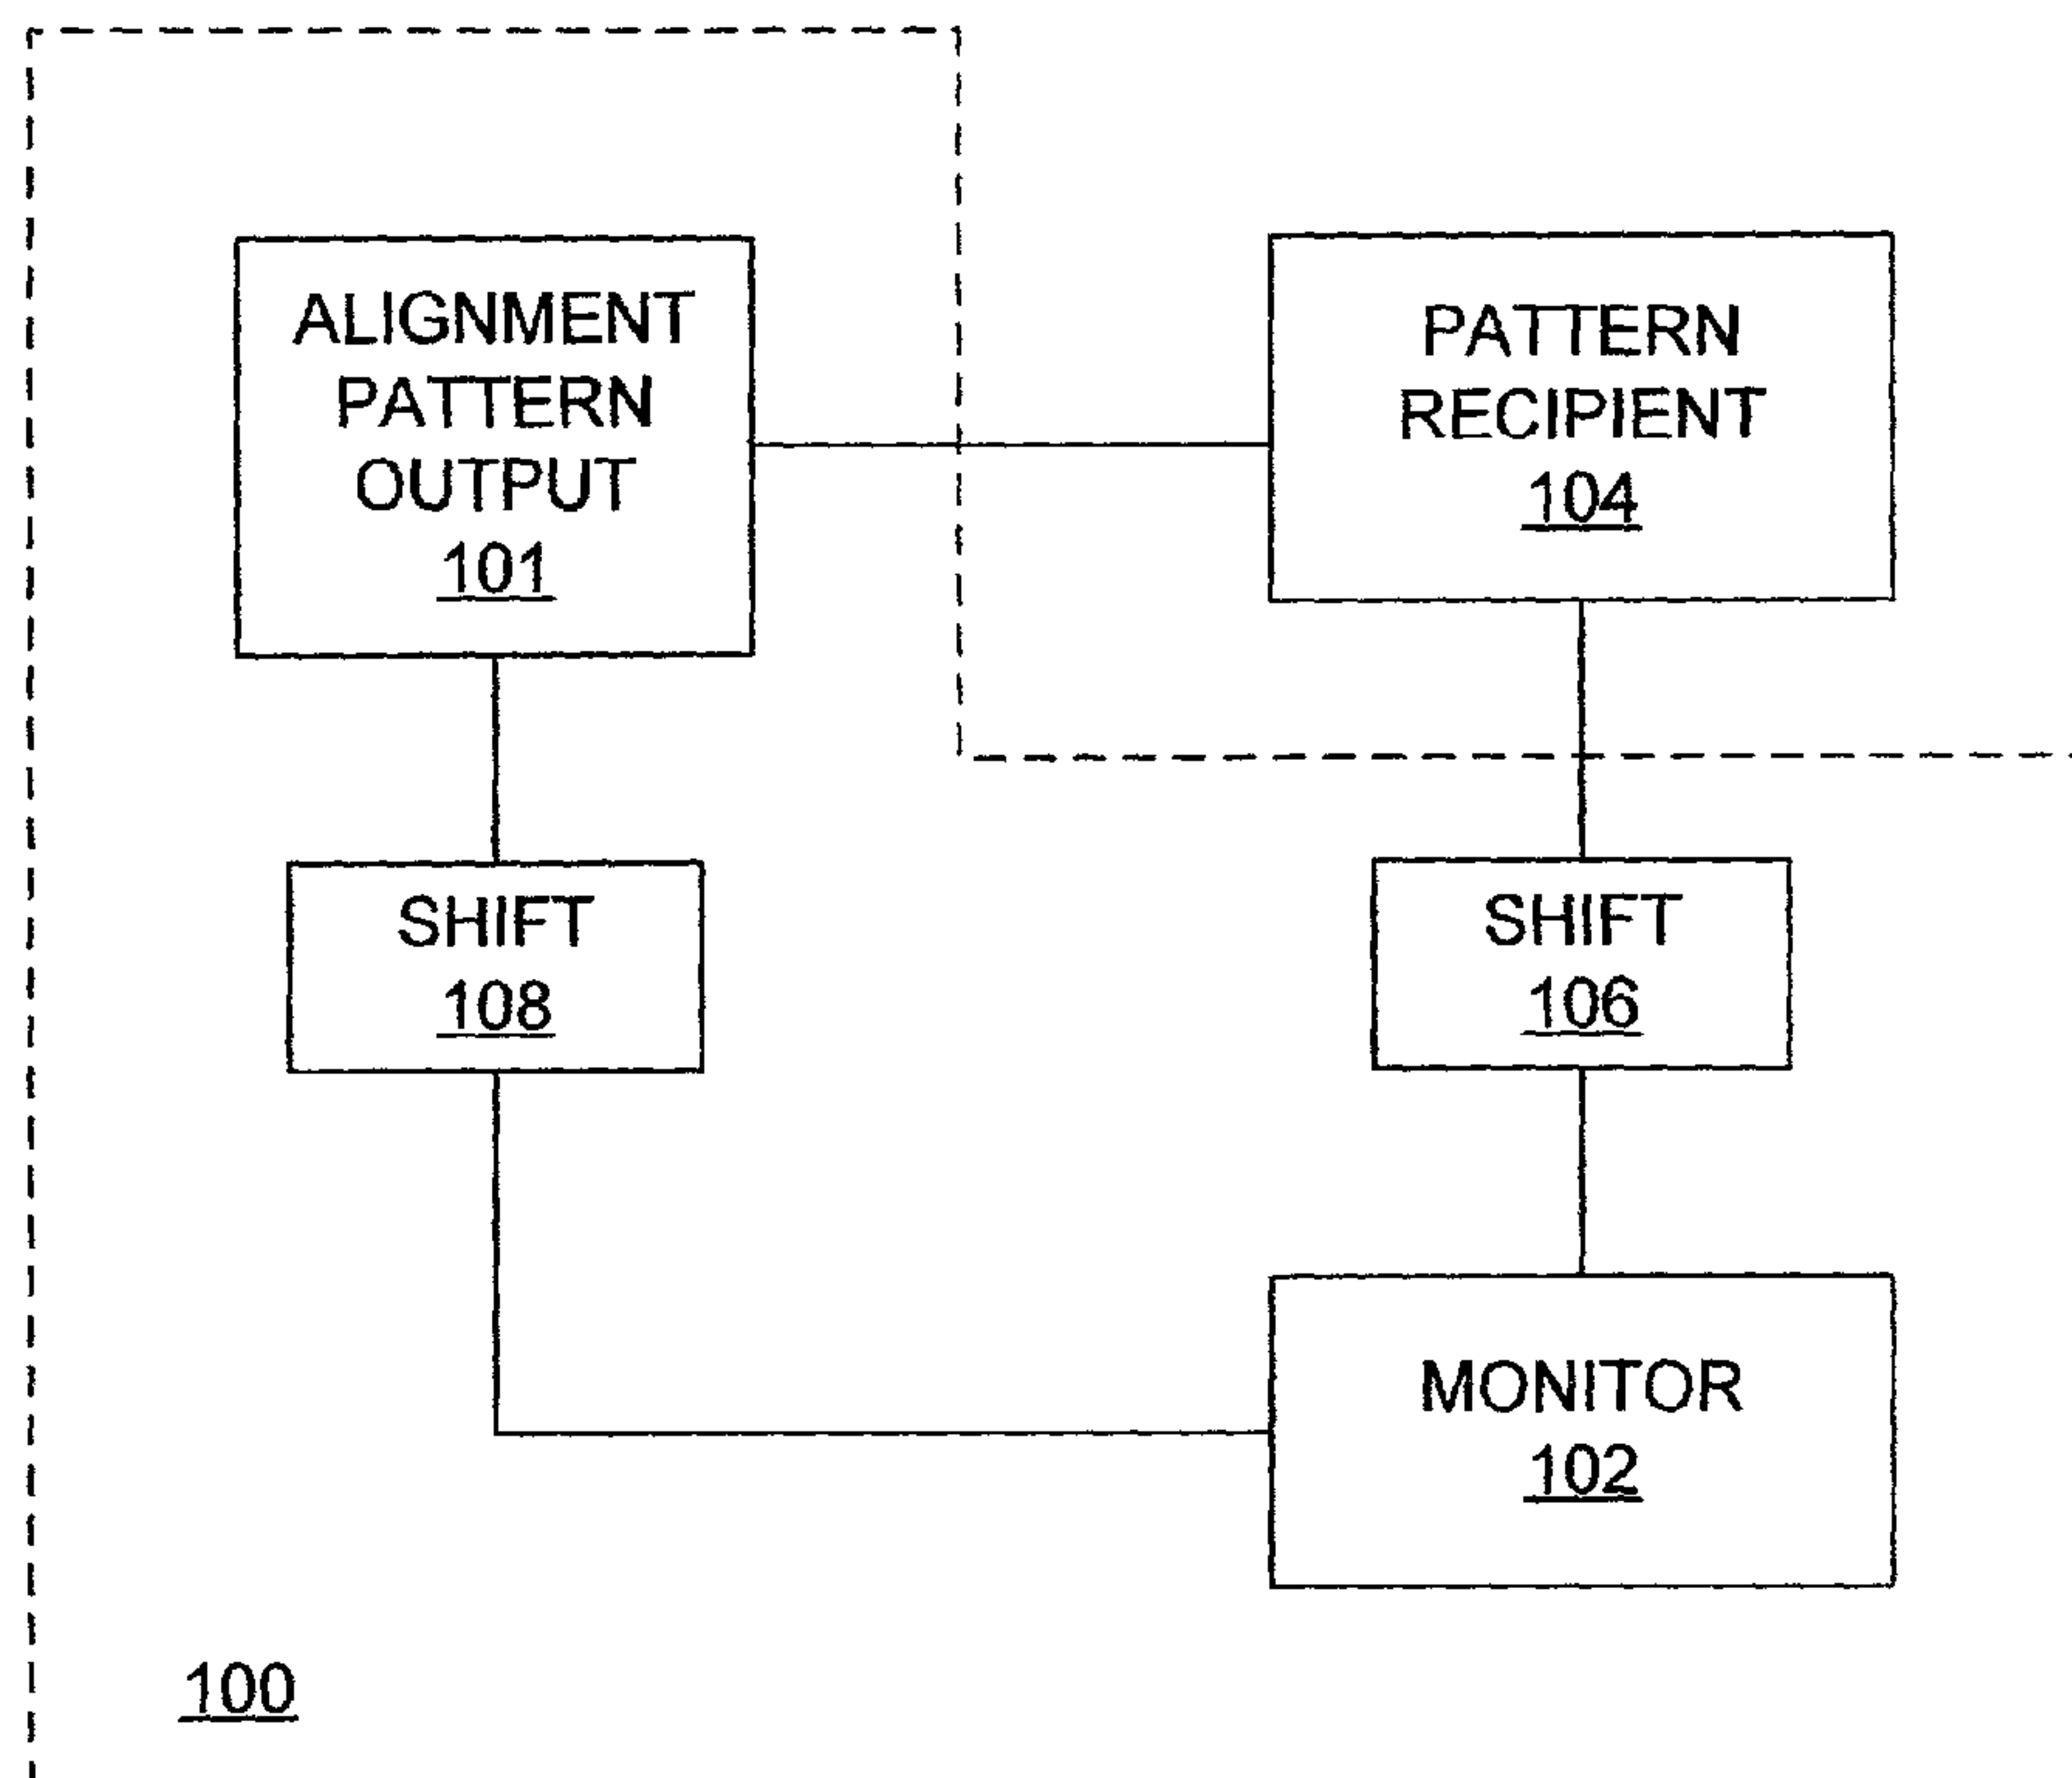 ALIGNMENT
PATTERN
OUTPUT
101
PATTERN
RECIPIENT
104
SHIFT
108
SHIFT
106
MONITOR
102
100